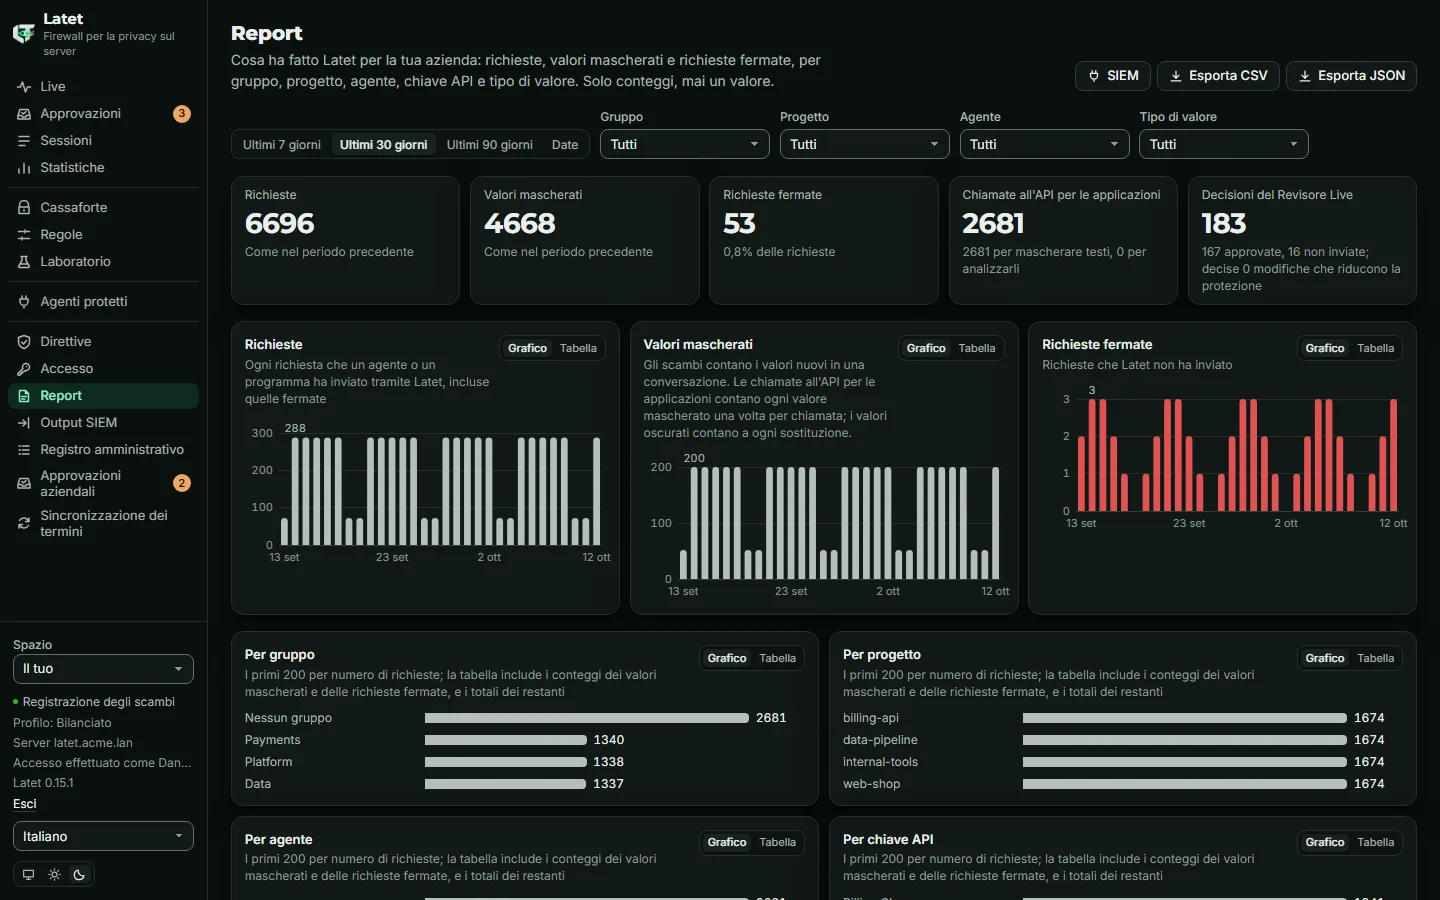 Latet
Firewall per la privacy sul
server
Live
Approvazioni
3
Sessioni
Statistiche
Cassaforte
Regole
Laboratorio
Agenti protetti
Direttive
Accesso
Report
Output SIEM
Registro amministrativo
Approvazioni
aziendali
2
Sincronizzazione dei
termini
Spazio
Il tuo
Registrazione degli scambi
Profilo: Bilanciato
Server latet.acme.lan
Accesso effettuato come Dan...
Latet 0.15.1
Esci
Italiano
Report
Cosa ha fatto Latet per la tua azienda: richieste, valori mascherati e richieste fermate, per
gruppo, progetto, agente, chiave API e tipo di valore. Solo conteggi, mai un valore.
SIEM
Esporta CSV
Esporta JSON
Ultimi 7 giorni
Ultimi 30 giorni
Ultimi 90 giorni
Date
Gruppo
Tutti
Progetto
Tutti
Agente
Tutti
Tipo di valore
Tutti
Richieste
6696
Come nel periodo precedente
Valori mascherati
4668
Come nel periodo precedente
Richieste fermate
53
0,8% delle richieste
Chiamate all'API per le applicazioni
2681
2681 per mascherare testi, 0 per
analizzarli
Decisioni del Revisore Live
183
167 approvate, 16 non inviate;
decise 0 modifiche che riducono la
protezione
Richieste
Grafico Tabella
Ogni richiesta che un agente o un
programma ha inviato tramite Latet, incluse
quelle fermate
288
300
200
100
0
13 set 23 set 2 ott 12 ott
Valori mascherati
Grafico Tabella
Gli scambi contano i valori nuovi in una
conversazione. Le chiamate all'API per le
applicazioni contano ogni valore
mascherato una volta per chiamata; i valori
oscurati contano a ogni sostituzione.
200
200
100
0
13 set 23 set 2 ott 12 ott
Richieste fermate
Grafico Tabella
Richieste che Latet non ha inviato
3
3
2
1
0
13 set 23 set 2 ott 12 ott
Per gruppo
Grafico Tabella
I primi 200 per numero di richieste; la tabella include i conteggi dei valori
mascherati e delle richieste fermate, e i totali dei restanti
Nessun gruppo 2681
Payments 1340
Platform 1338
Data 1337
Per progetto
Grafico Tabella
I primi 200 per numero di richieste; la tabella include i conteggi dei valori
mascherati e delle richieste fermate, e i totali dei restanti
billing-api 1674
data-pipeline 1674
internal-tools 1674
web-shop 1674
Per agente
Grafico Tabella
I primi 200 per numero di richieste; la tabella include i conteggi dei valori
mascherati e delle richieste fermate, e i totali dei restanti
Per chiave API
Grafico Tabella
I primi 200 per numero di richieste; la tabella include i conteggi dei valori
mascherati e delle richieste fermate, e i totali dei restanti